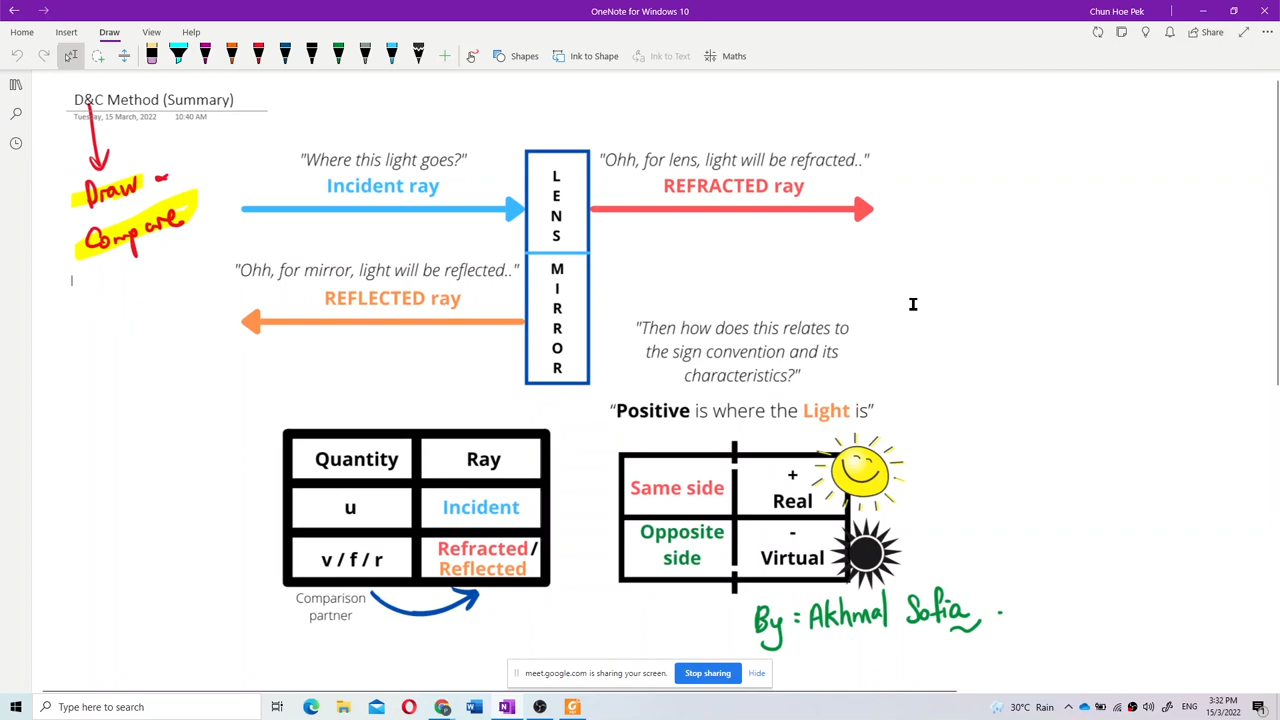 OneNote for Windows 10
Chun Hoe Pek
Home Insert Draw View Help
Share
Shapes Ink to Shape Ink to Text Maths
D&C Method (Summary)
Tuesday, 15 March, 2022 10:40 AM
Draw -
Compare
"Where this light goes?"
Incident ray
LENS
"Ohh, for lens, light will be refracted.."
REFRACTED ray
"Ohh, for mirror, light will be reflected.."
REFLECTED ray
MIRROR
"Then how does this relates to
the sign convention and its
characteristics?"
“Positive is where the Light is”
Quantity Ray
u Incident
v / f / r Refracted /
Reflected
Comparison
partner
Same side + Real
Opposite side - Virtual
By : Akhmal Sofia .
meet.google.com is sharing your screen. Stop sharing Hide
Type here to search
30°C Rain
3:32 PM
15/3/2022